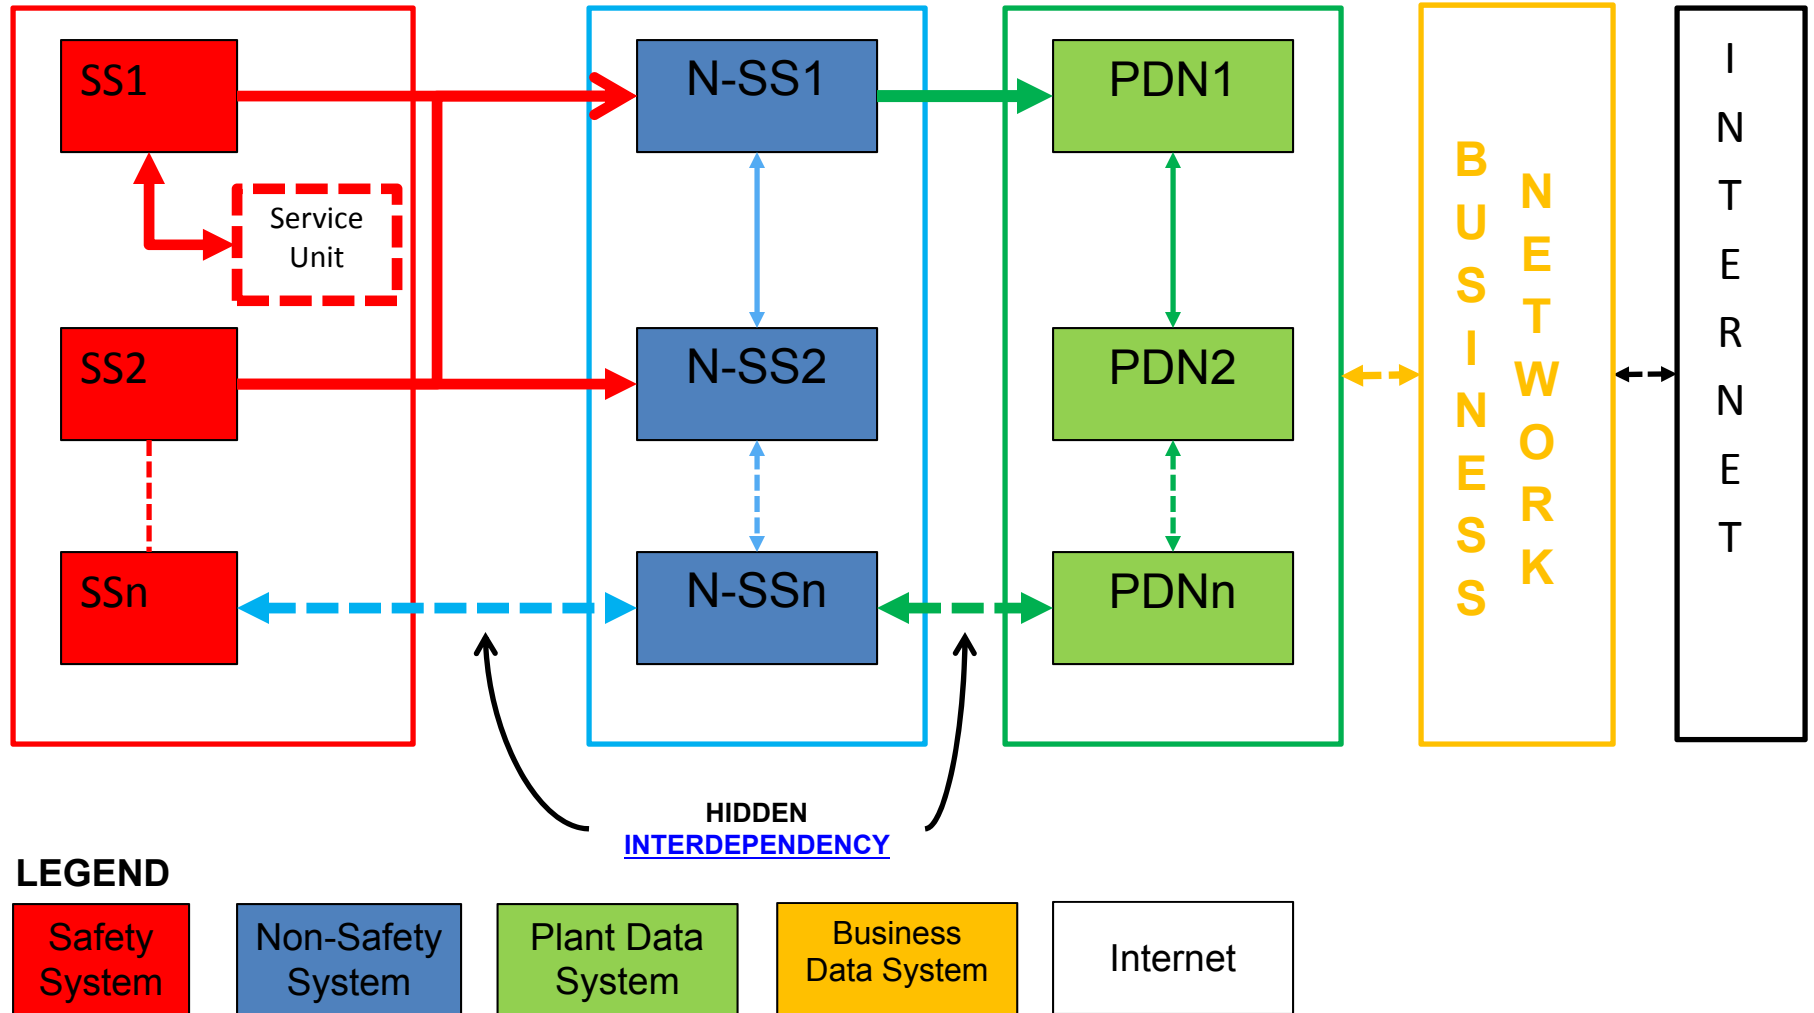 SS1
N-SS1
PDN1
Service
Unit
SS2
N-SS2
PDN2
SSn
N-SSn
PDNn
BUSINESS
NETWORK
INTERNET
HIDDEN
INTERDEPENDENCY
LEGEND
Safety
System
Non-Safety
System
Plant Data
System
Business
Data System
Internet